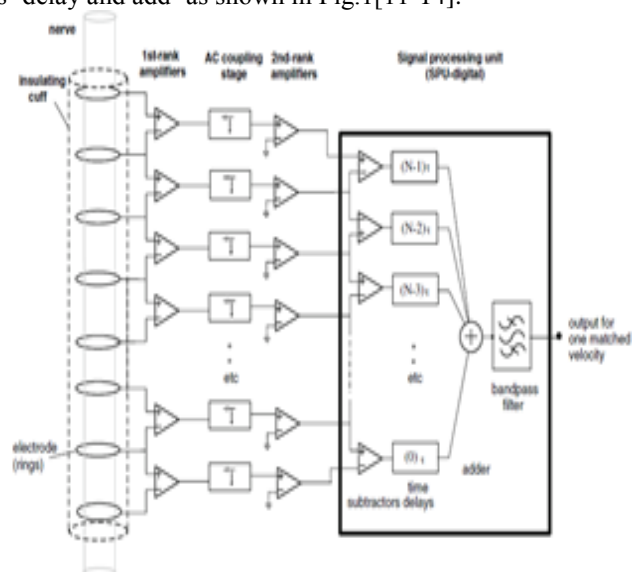 s "delay and add" as shown in Fig.1[11-14].
nerve
1st-rank amplifiers
AC coupling stage
2nd-rank amplifiers
Signal processing unit (SPU-digital)
insulating cuff
(N-1)τ
(N-2)τ
(N-3)τ
etc
etc
output for one matched velocity
bandpass filter
electrode (rings)
(0) τ
adder
time
subtractors delays